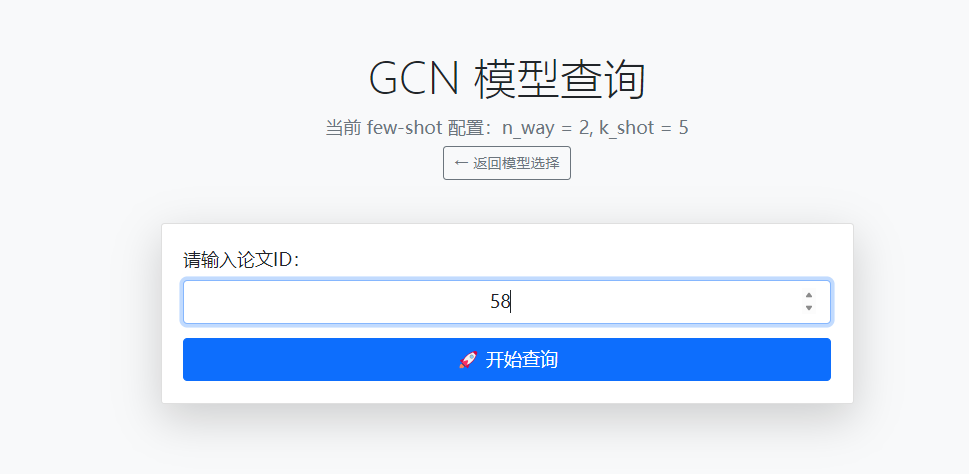 GCN 模型查询
当前 few-shot 配置：n_way = 2, k_shot = 5
← 返回模型选择
请输入论文ID：
58
🚀 开始查询